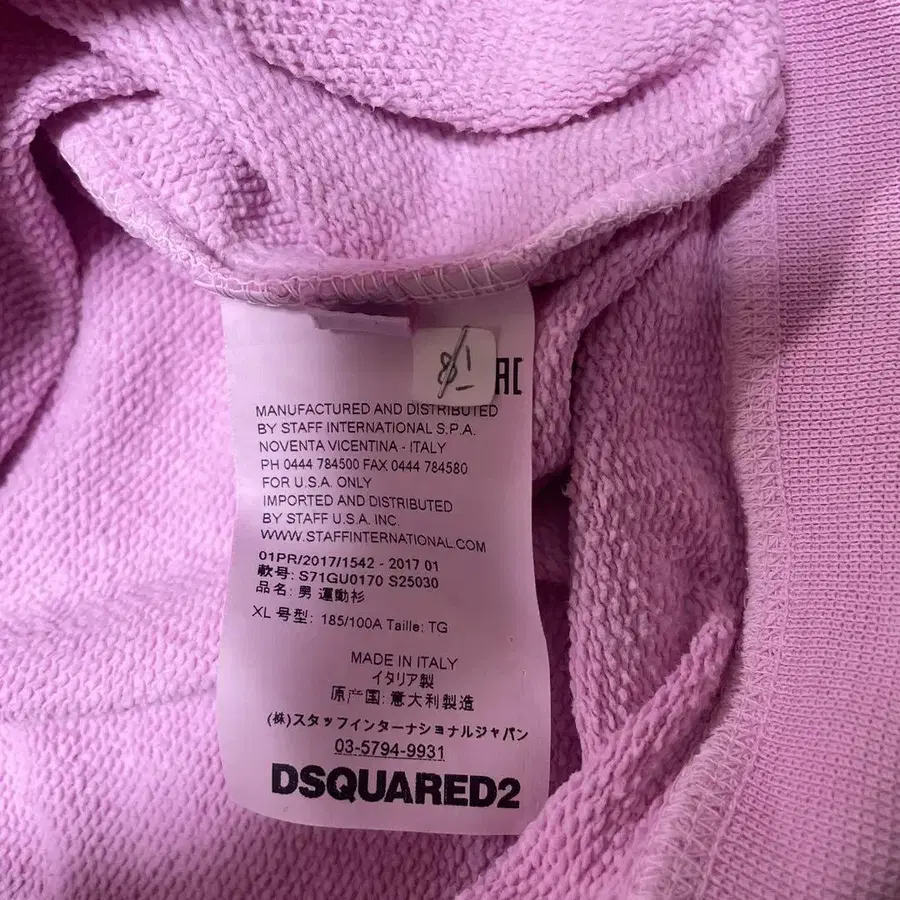 MANUFACTURED AND DISTRIBUTED
BY STAFF INTERNATIONAL S.P.A.
NOVENTA VICENTINA - ITALY
PH 0444 784500 FAX 0444 784580
FOR U.S.A. ONLY
IMPORTED AND DISTRIBUTED
BY STAFF U.S.A. INC.
WWW.STAFFINTERNATIONAL.COM
01PR/2017/1542 - 2017 01
款号: S71GU0170 S25030
品名: 男 運動衫
XL 号型: 185/100A Taille: TG
MADE IN ITALY
イタリア製
原产国: 意大利製造
(株)スタッフインターナショナルジャパン
03-5794-9931
DSQUARED2